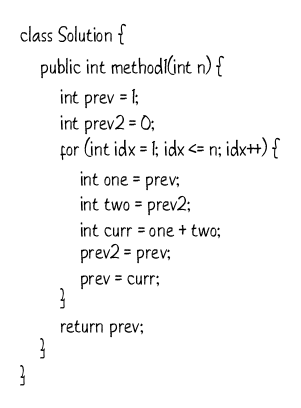 class Solution {
public int method1(int n) {
int prev = 1;
int prev2 = 0;
for (int idx = 1; idx <= n; idx++) {
int one = prev;
int two = prev2;
int curr = one + two;
prev2 = prev;
prev = curr;
}
return prev;
}
}